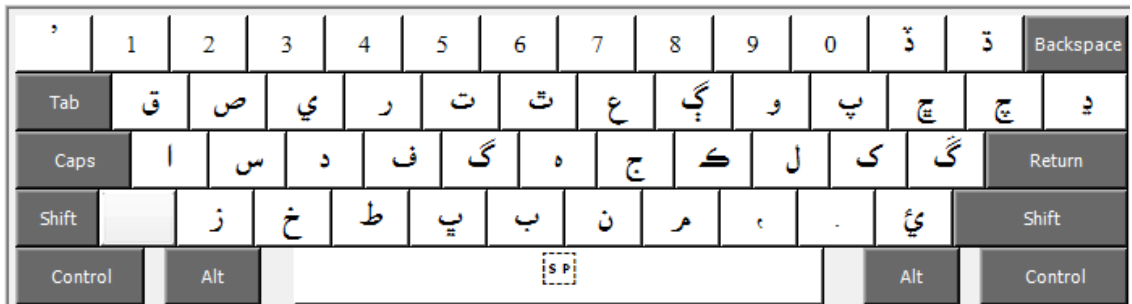 ’ 1 2 3 4 5 6 7 8 9 0 ڏ ڌ Backspace
Tab ق ص ي ر ت ٿ ع ڳ و پ ڇ چ ڍ
Caps ا س د ف گ ه ج ڪ ل ک ڱ Return
Shift ز خ ط ڀ ب ن م ، . ئ Shift
Control Alt SP Alt Control